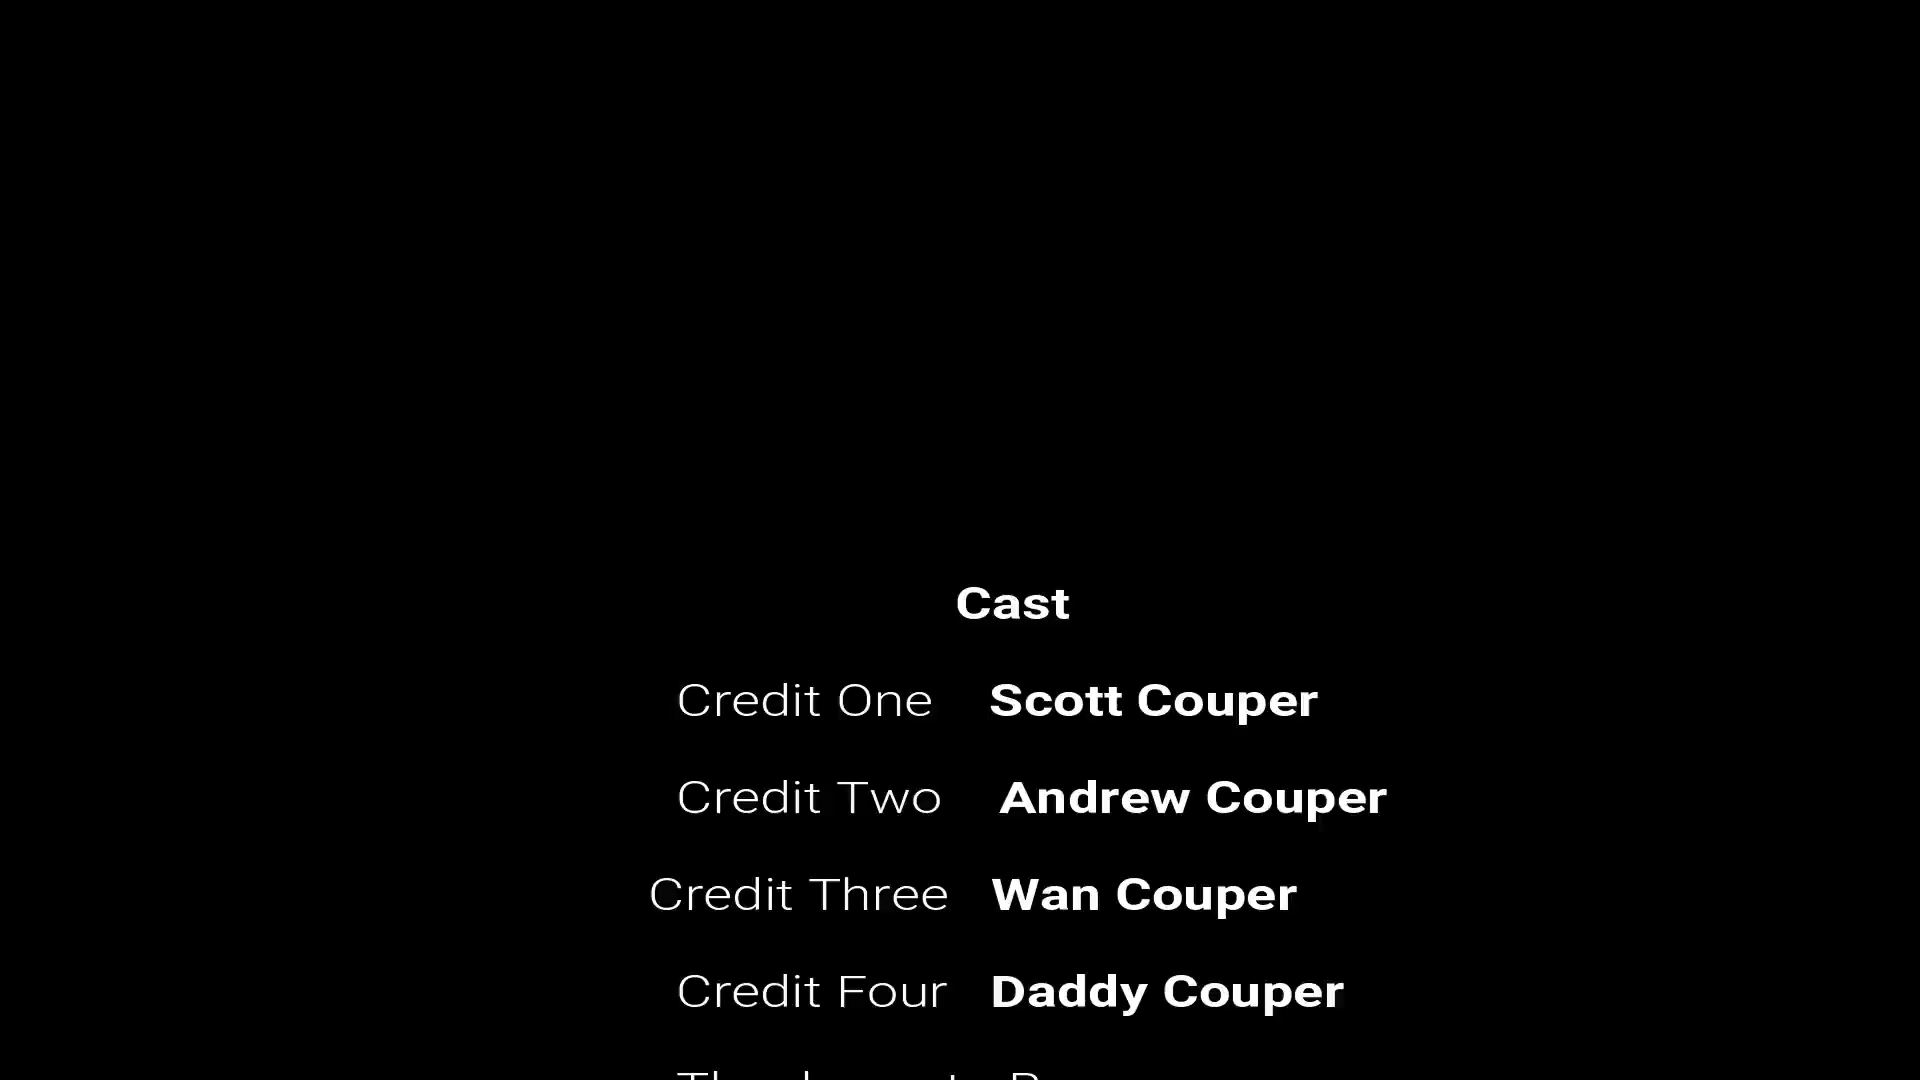 Cast
Credit One Scott Couper
Credit Two Andrew Couper
Credit Three Wan Couper
Credit Four Daddy Couper